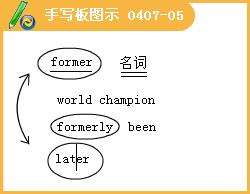 手写板图示 0407-05
former 名词
world champion
formerly been
later